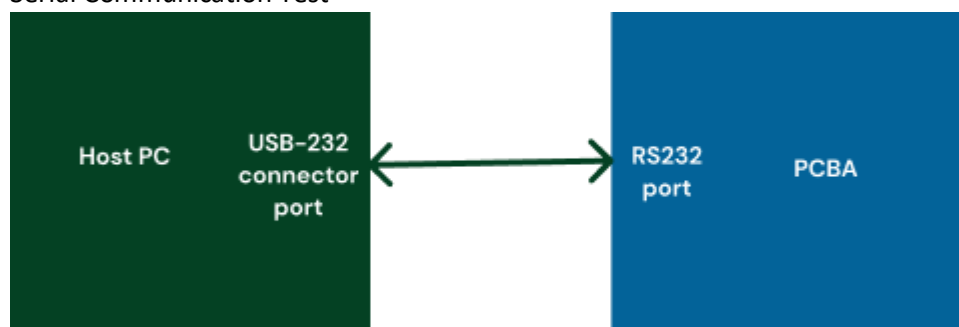 Serial Communication Test
Host PC
USB-232
connector
port
RS232
port
PCBA